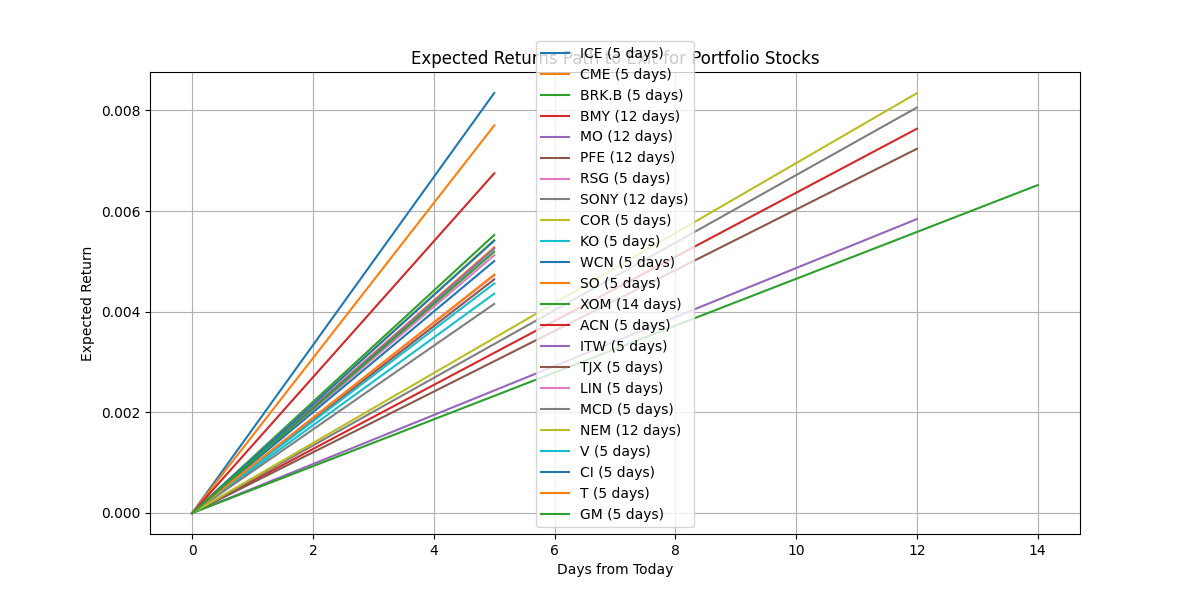 Expected Returns Path to Exit for Portfolio Stocks
ICE (5 days)
CME (5 days)
BRK.B (5 days)
BMY (12 days)
MO (12 days)
PFE (12 days)
RSG (5 days)
SONY (12 days)
COR (5 days)
KO (5 days)
WCN (5 days)
SO (5 days)
XOM (14 days)
ACN (5 days)
ITW (5 days)
TJX (5 days)
LIN (5 days)
MCD (5 days)
NEM (12 days)
V (5 days)
CI (5 days)
T (5 days)
GM (5 days)
Expected Return
0.008
0.006
0.004
0.002
0.000
0 2 4 6 8 10 12 14
Days from Today